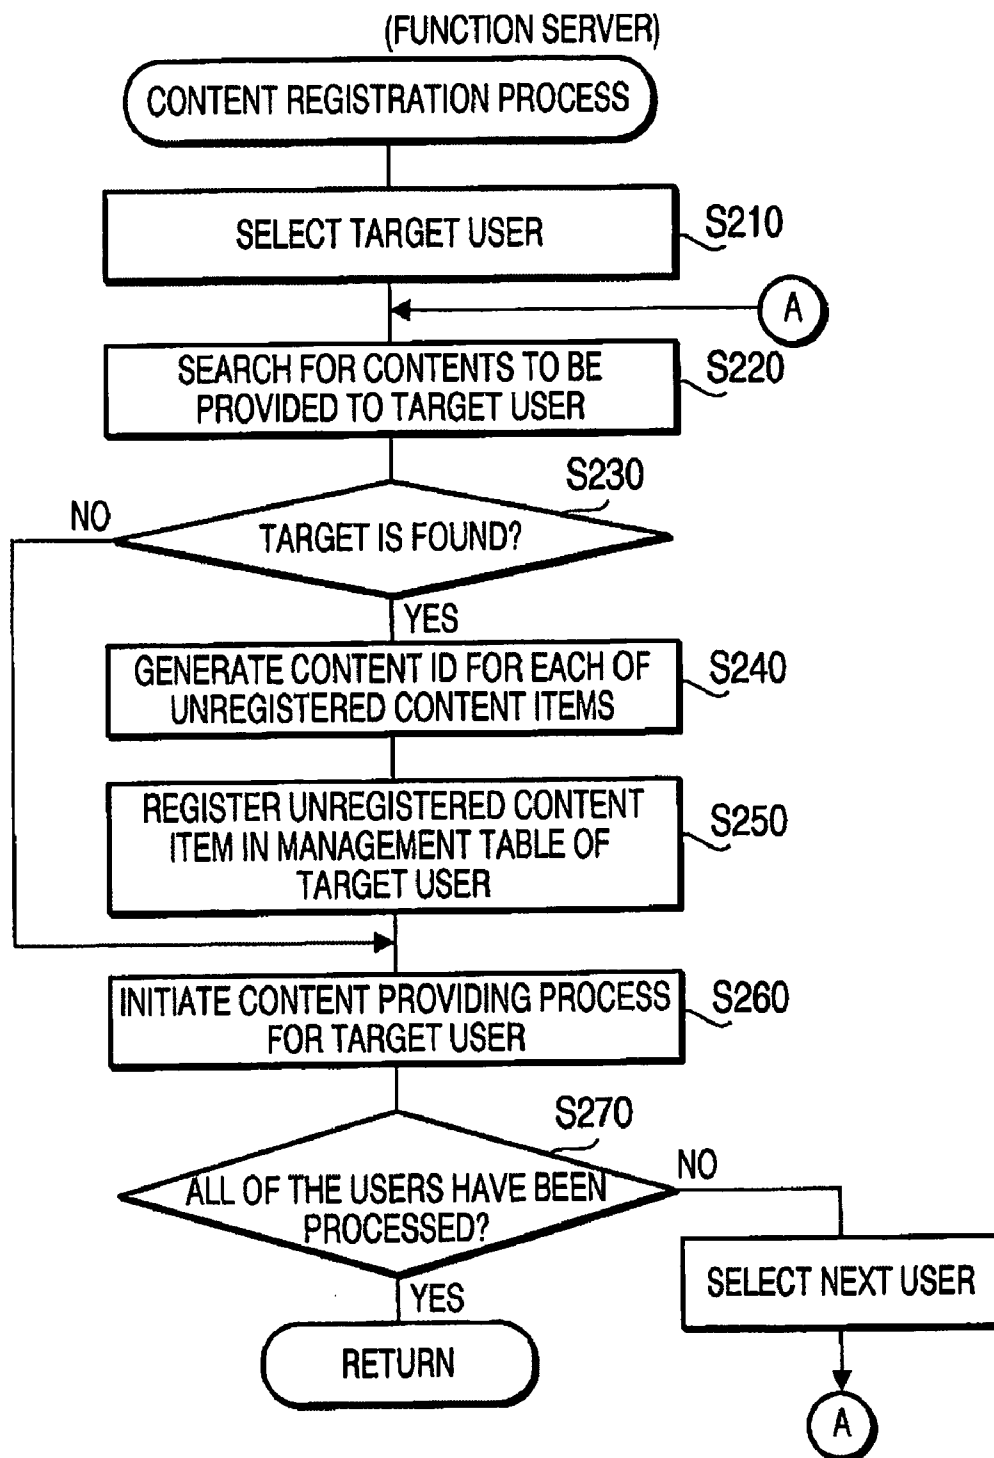 (FUNCTION SERVER)
CONTENT REGISTRATION PROCESS
SELECT TARGET USER
S210
A
SEARCH FOR CONTENTS TO BE
PROVIDED TO TARGET USER
S220
S230
NO
TARGET IS FOUND?
YES
GENERATE CONTENT ID FOR EACH OF
UNREGISTERED CONTENT ITEMS
S240
REGISTER UNREGISTERED CONTENT
ITEM IN MANAGEMENT TABLE OF
TARGET USER
S250
INITIATE CONTENT PROVIDING PROCESS
FOR TARGET USER
S260
S270
NO
ALL OF THE USERS HAVE BEEN
PROCESSED?
SELECT NEXT USER
YES
RETURN
A